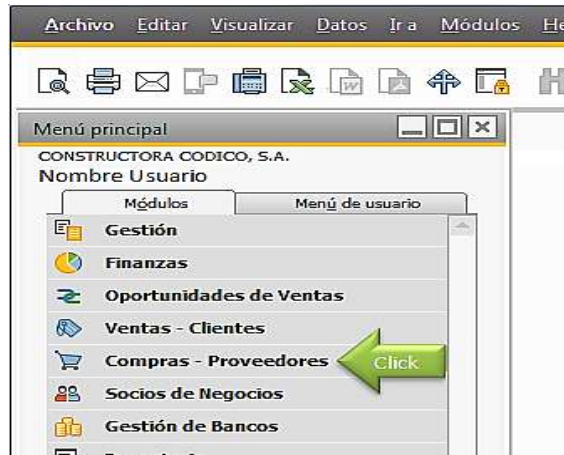 Archivo Editar Visualizar Datos Ir a Módulos
Menú principal
CONSTRUCTORA CODICO, S.A.
Nombre Usuario
Módulos Menú de usuario
Gestión
Finanzas
Oportunidades de Ventas
Ventas - Clientes
Compras - Proveedores Click
Socios de Negocios
Gestión de Bancos